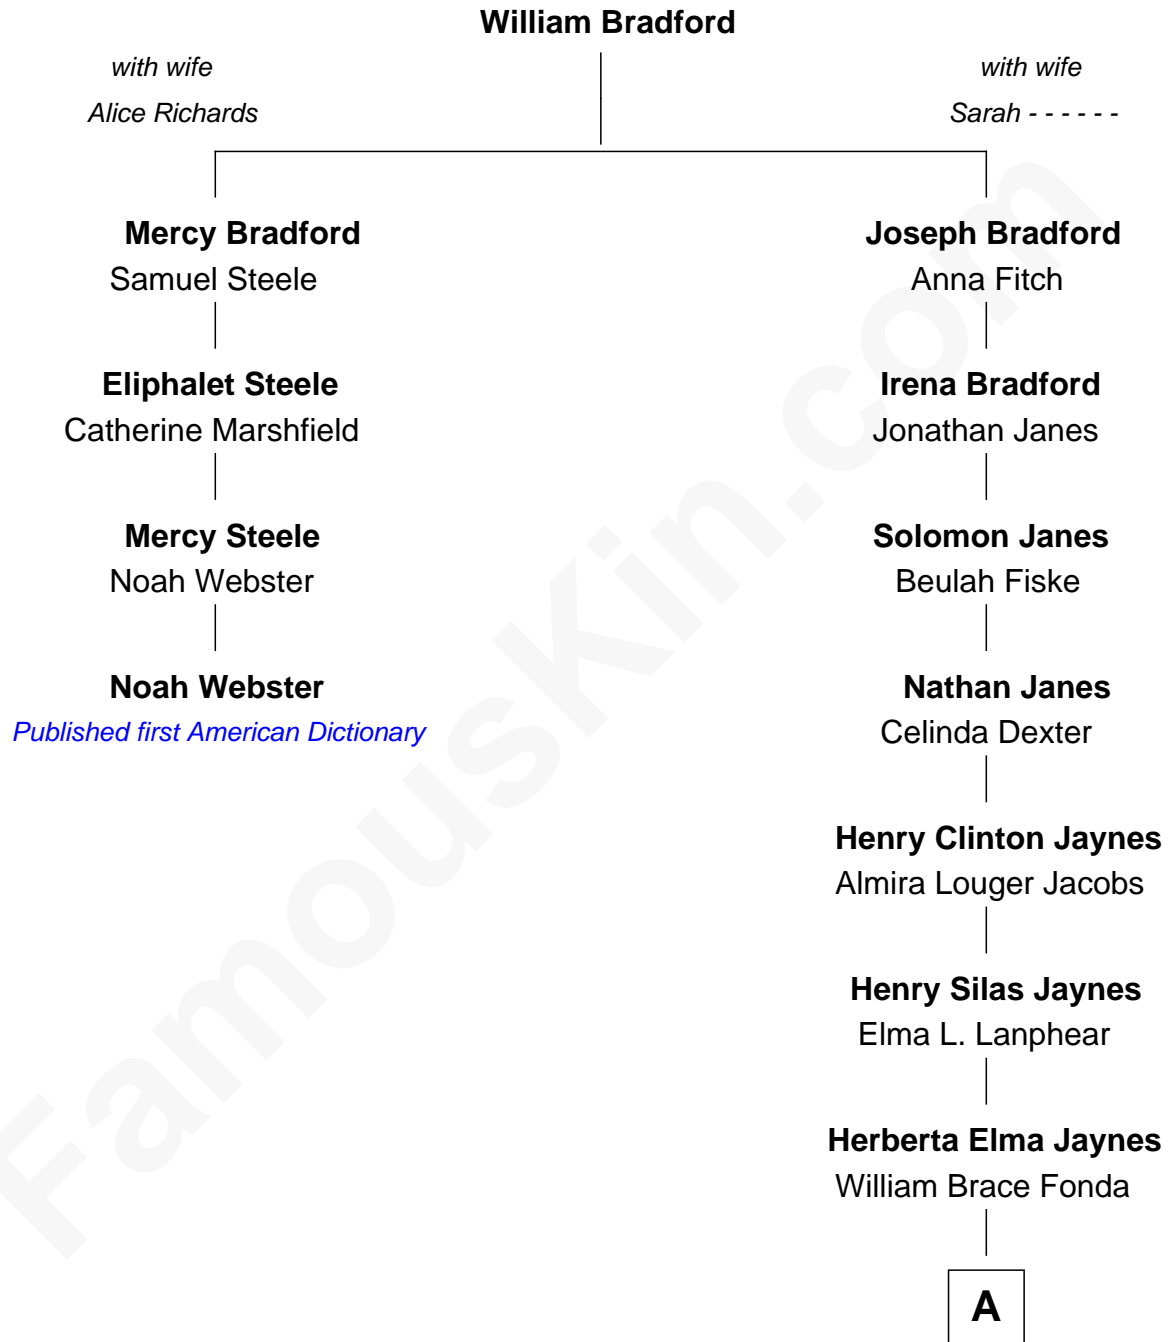 William Bradford
with wife
Alice Richards
with wife
Sarah - - - - - -
Mercy Bradford
Samuel Steele
Joseph Bradford
Anna Fitch
Eliphalet Steele
Catherine Marshfield
Irena Bradford
Jonathan Janes
Mercy Steele
Noah Webster
Solomon Janes
Beulah Fiske
Noah Webster
Published first American Dictionary
Nathan Janes
Celinda Dexter
Henry Clinton Jaynes
Almira Louger Jacobs
Henry Silas Jaynes
Elma L. Lanphear
Herberta Elma Jaynes
William Brace Fonda
A
FamousKin.com